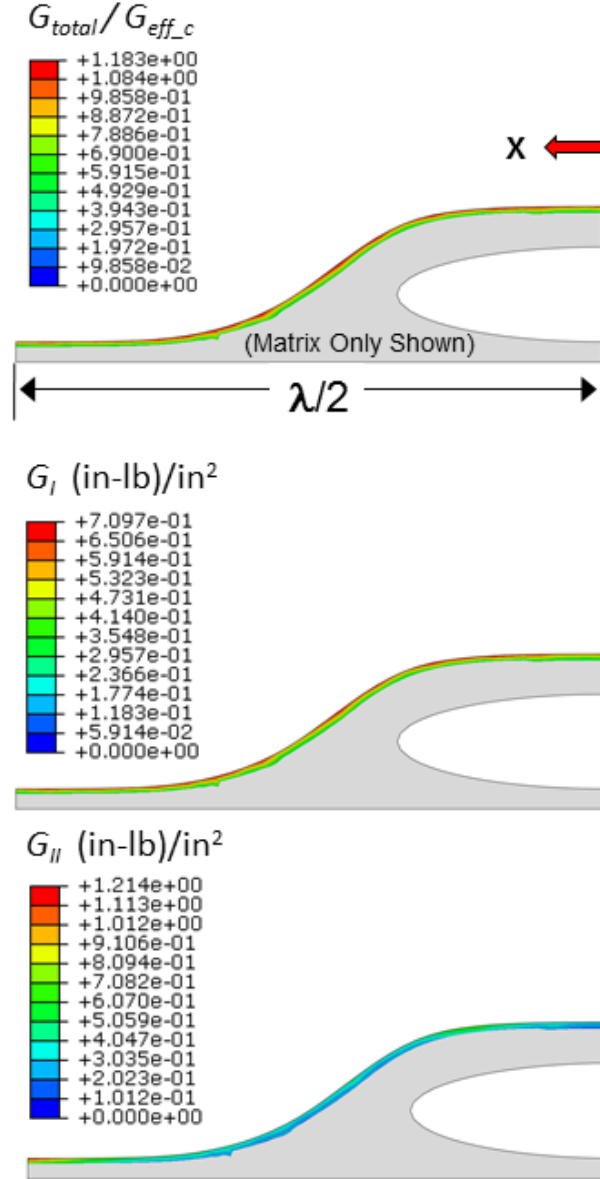 G_total / G_eff_c
+1.183e+00
+1.084e+00
+9.858e-01
+8.872e-01
+7.886e-01
+6.900e-01
+5.915e-01
+4.929e-01
+3.943e-01
+2.957e-01
+1.972e-01
+9.858e-02
+0.000e+00
X
(Matrix Only Shown)
λ/2
G_I (in-lb)/in²
+7.097e-01
+6.506e-01
+5.914e-01
+5.323e-01
+4.731e-01
+4.140e-01
+3.548e-01
+2.957e-01
+2.366e-01
+1.774e-01
+1.183e-01
+5.914e-02
+0.000e+00
G_II (in-lb)/in²
+1.214e+00
+1.113e+00
+1.012e+00
+9.106e-01
+8.094e-01
+7.082e-01
+6.070e-01
+5.059e-01
+4.047e-01
+3.035e-01
+2.023e-01
+1.012e-01
+0.000e+00